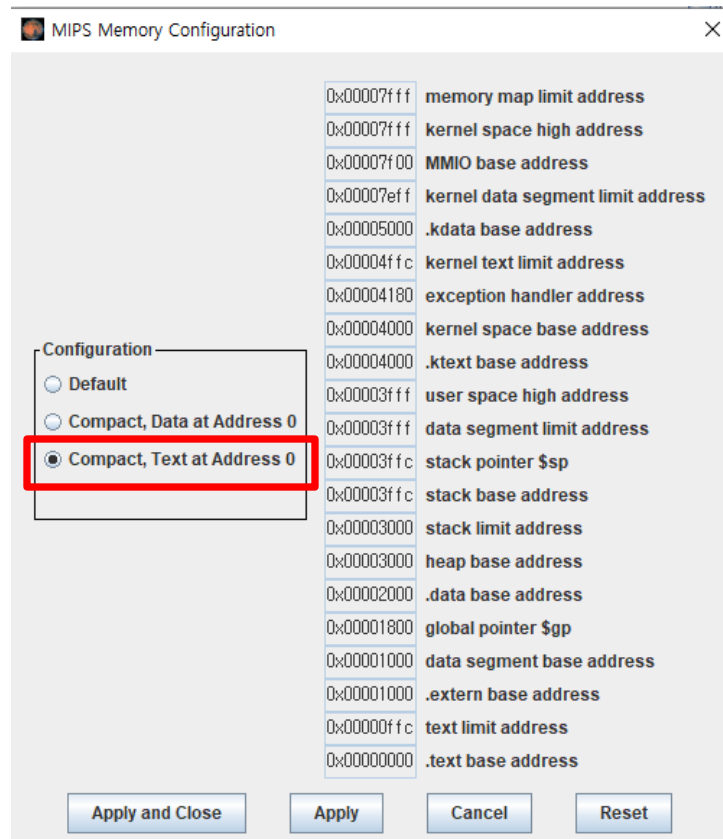 MIPS Memory Configuration
0x00007fff memory map limit address
0x00007fff kernel space high address
0x00007f00 MMIO base address
0x00007eff kernel data segment limit address
0x00005000 .kdata base address
0x00004ffc kernel text limit address
0x00004180 exception handler address
0x00004000 kernel space base address
0x00004000 .ktext base address
0x00003fff user space high address
0x00003fff data segment limit address
0x00003ffc stack pointer $sp
0x00003ffc stack base address
0x00003000 stack limit address
0x00003000 heap base address
0x00002000 .data base address
0x00001800 global pointer $gp
0x00001000 data segment base address
0x00001000 .extern base address
0x00000ffc text limit address
0x00000000 .text base address
Configuration
Default
Compact, Data at Address 0
Compact, Text at Address 0
Apply and Close
Apply
Cancel
Reset